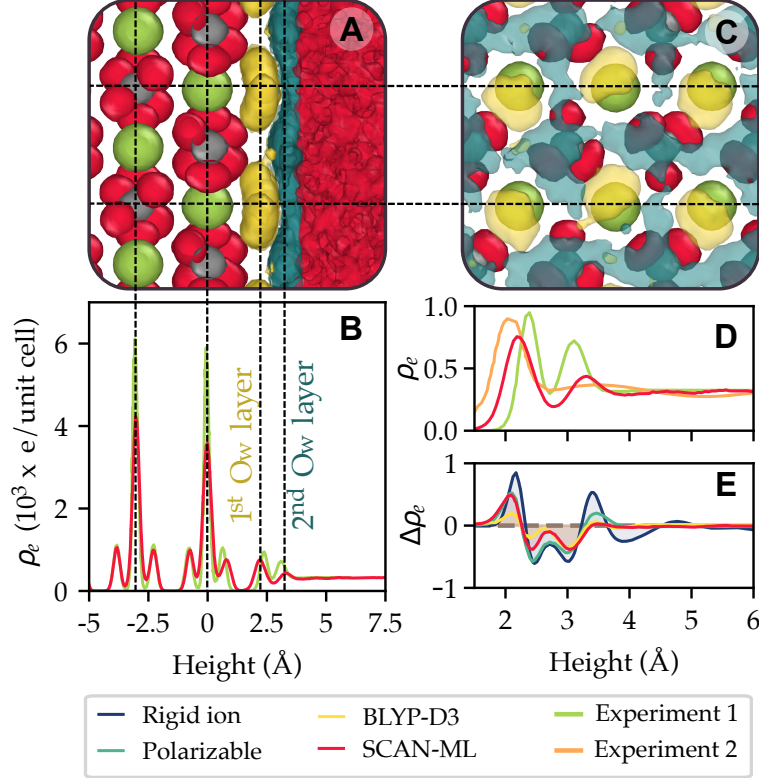 A
C
B
ρe (10³ x e/unit cell)
6
4
2
0
1st Ow layer
2nd Ow layer
-5
-2.5
0
2.5
7.5
Height (Å)
D
ρe
1.0
0.5
0.0
E
Δρe
1
0
-1
2
3
4
5
6
Height (Å)
Rigid ion
BLYP-D3
Experiment 1
Polarizable
SCAN-ML
Experiment 2